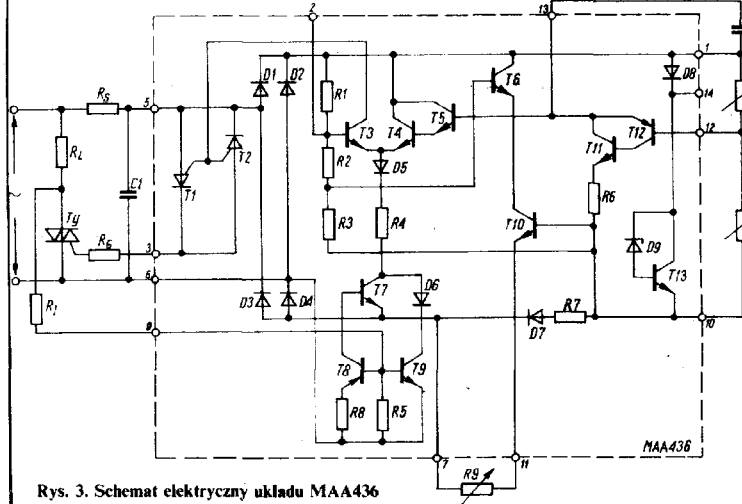 2
13
D1
D2
D8
1
14
T6
R1
Rs
5
T3
T4
T5
T12
12
T11
T2
R2
D5
RL
C1
T1
R6
R3
R4
T10
Ty
D9
RG
3
T13
6
T7
D6
R1
D3
D4
R7
D7
10
9
T8
T9
R8
R5
MAA436
7
R9
11
Rys. 3. Schemat elektryczny układu MAA436